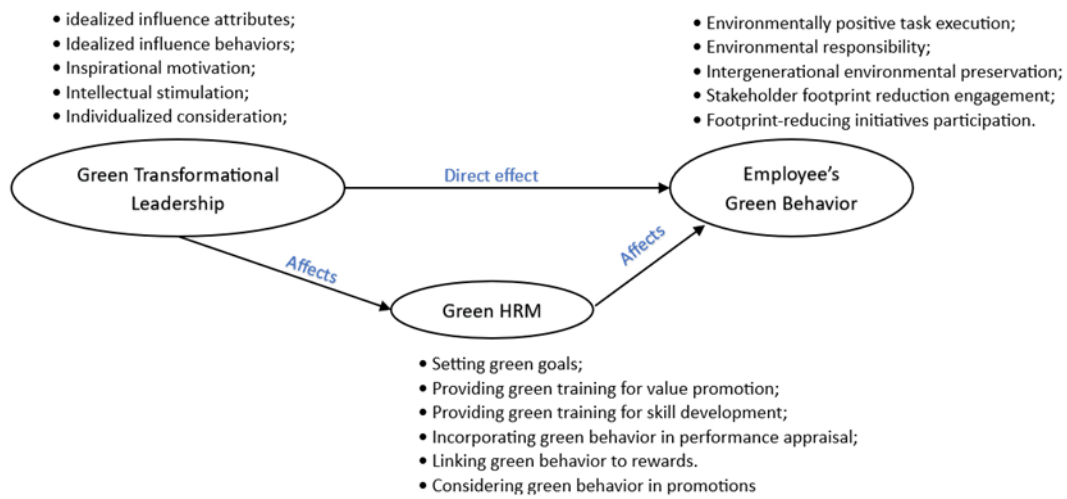 • idealized influence attributes;
• Idealized influence behaviors;
• Inspirational motivation;
• Intellectual stimulation;
• Individualized consideration;
• Environmentally positive task execution;
• Environmental responsibility;
• Intergenerational environmental preservation;
• Stakeholder footprint reduction engagement;
• Footprint-reducing initiatives participation.
Green Transformational
Leadership
Direct effect
Employee’s
Green Behavior
Affects
Affects
Green HRM
• Setting green goals;
• Providing green training for value promotion;
• Providing green training for skill development;
• Incorporating green behavior in performance appraisal;
• Linking green behavior to rewards.
• Considering green behavior in promotions